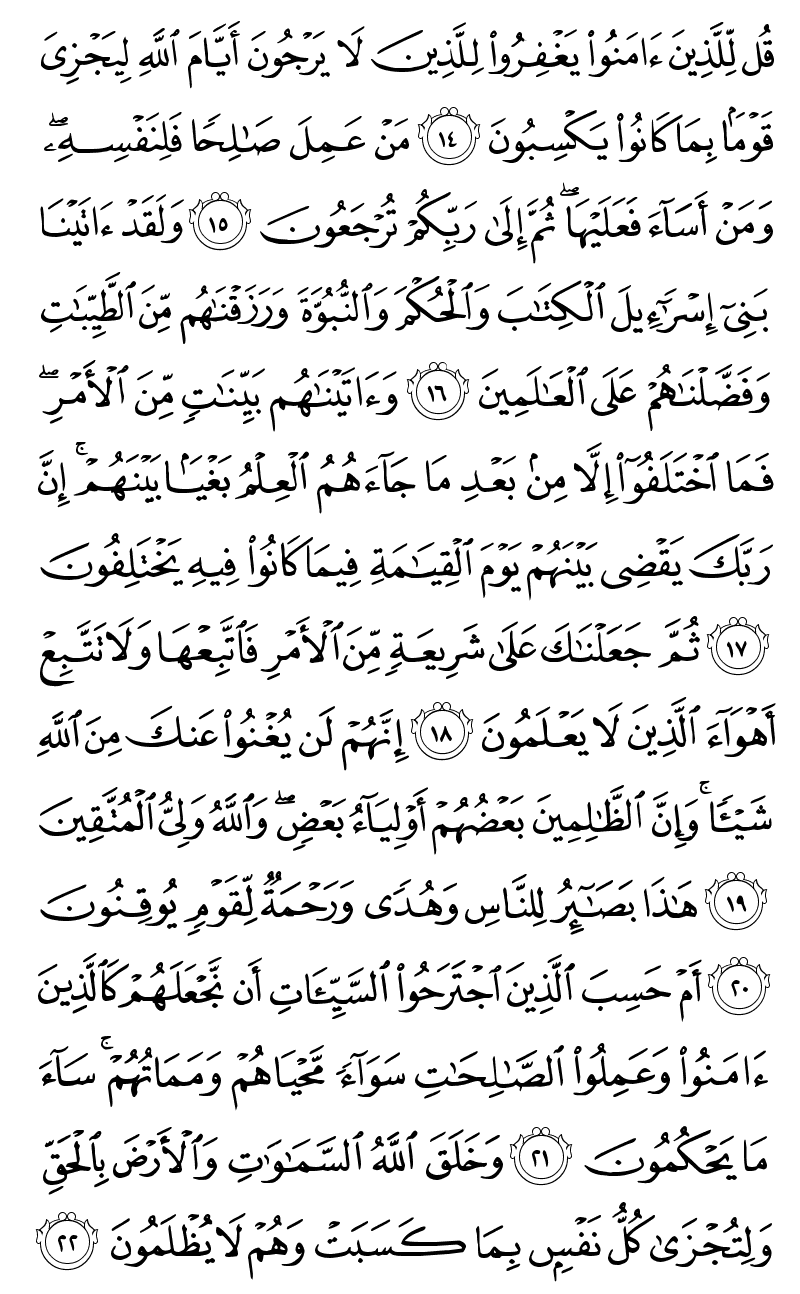 قُل لِّلَّذِينَ ءَامَنُوا۟ يَغْفِرُوا۟ لِلَّذِينَ لَا يَرْجُونَ أَيَّامَ ٱللَّهِ لِيَجْزِىَ
قَوْمًۢا بِمَا كَانُوا۟ يَكْسِبُونَ ١٤ مَنْ عَمِلَ صَـٰلِحًا فَلِنَفْسِهِۦ ۖ
وَمَنْ أَسَآءَ فَعَلَيْهَا ۖ ثُمَّ إِلَىٰ رَبِّكُمْ تُرْجَعُونَ ١٥ وَلَقَدْ ءَاتَيْنَا
بَنِىٓ إِسْرَٰٓءِيلَ ٱلْكِتَـٰبَ وَٱلْحُكْمَ وَٱلنُّبُوَّةَ وَرَزَقْنَـٰهُم مِّنَ ٱلطَّيِّبَـٰتِ
وَفَضَّلْنَـٰهُمْ عَلَى ٱلْعَـٰلَمِينَ ١٦ وَءَاتَيْنَـٰهُم بَيِّنَـٰتٍ مِّنَ ٱلْأَمْرِ ۖ
فَمَا ٱخْتَلَفُوٓا۟ إِلَّا مِنۢ بَعْدِ مَا جَآءَهُمُ ٱلْعِلْمُ بَغْيًۢا بَيْنَهُمْ ۚ إِنَّ
رَبَّكَ يَقْضِى بَيْنَهُمْ يَوْمَ ٱلْقِيَـٰمَةِ فِيمَا كَانُوا۟ فِيهِ يَخْتَلِفُونَ
١٧ ثُمَّ جَعَلْنَـٰكَ عَلَىٰ شَرِيعَةٍ مِّنَ ٱلْأَمْرِ فَٱتَّبِعْهَا وَلَا تَتَّبِعْ
أَهْوَآءَ ٱلَّذِينَ لَا يَعْلَمُونَ ١٨ إِنَّهُمْ لَن يُغْنُوا۟ عَنكَ مِنَ ٱللَّهِ
شَيْـًٔا ۚ وَإِنَّ ٱلظَّـٰلِمِينَ بَعْضُهُمْ أَوْلِيَآءُ بَعْضٍ ۖ وَٱللَّهُ وَلِىُّ ٱلْمُتَّقِينَ
١٩ هَـٰذَا بَصَـٰٓئِرُ لِلنَّاسِ وَهُدًى وَرَحْمَةٌ لِّقَوْمٍ يُوقِنُونَ
٢٠ أَمْ حَسِبَ ٱلَّذِينَ ٱجْتَرَحُوا۟ ٱلسَّيِّـَٔاتِ أَن نَّجْعَلَهُمْ كَٱلَّذِينَ
ءَامَنُوا۟ وَعَمِلُوا۟ ٱلصَّـٰلِحَـٰتِ سَوَآءً مَّحْيَاهُمْ وَمَمَاتُهُمْ ۚ سَآءَ
مَا يَحْكُمُونَ ٢١ وَخَلَقَ ٱللَّهُ ٱلسَّمَـٰوَٰتِ وَٱلْأَرْضَ بِٱلْحَقِّ
وَلِتُجْزَىٰ كُلُّ نَفْسٍۭ بِمَا كَسَبَتْ وَهُمْ لَا يُظْلَمُونَ ٢٢